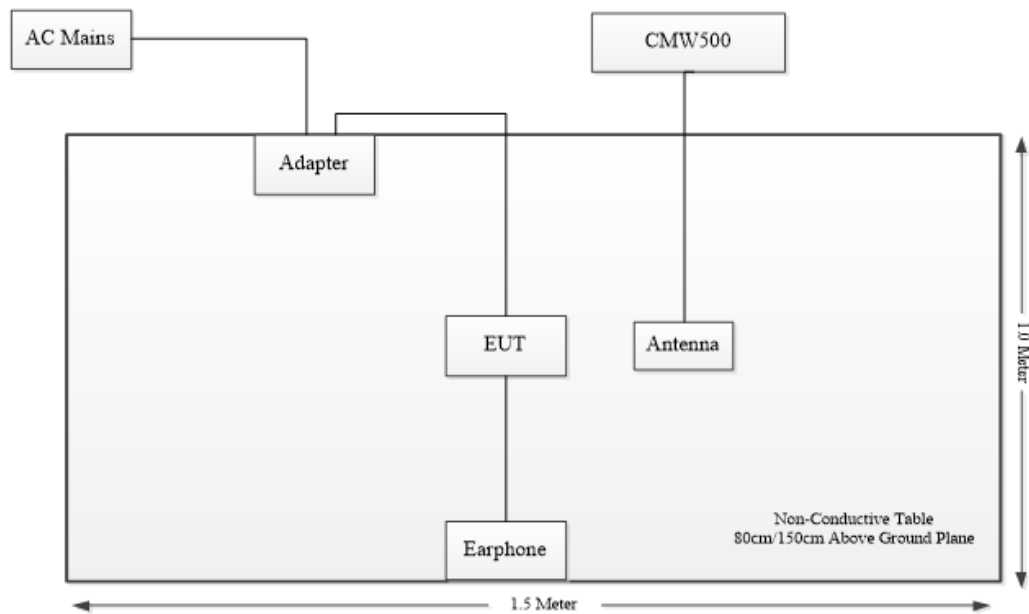 AC Mains
CMW500
Adapter
EUT
Antenna
1.0 Meter
Non-Conductive Table
80cm/150cm Above Ground Plane
Earphone
1.5 Meter